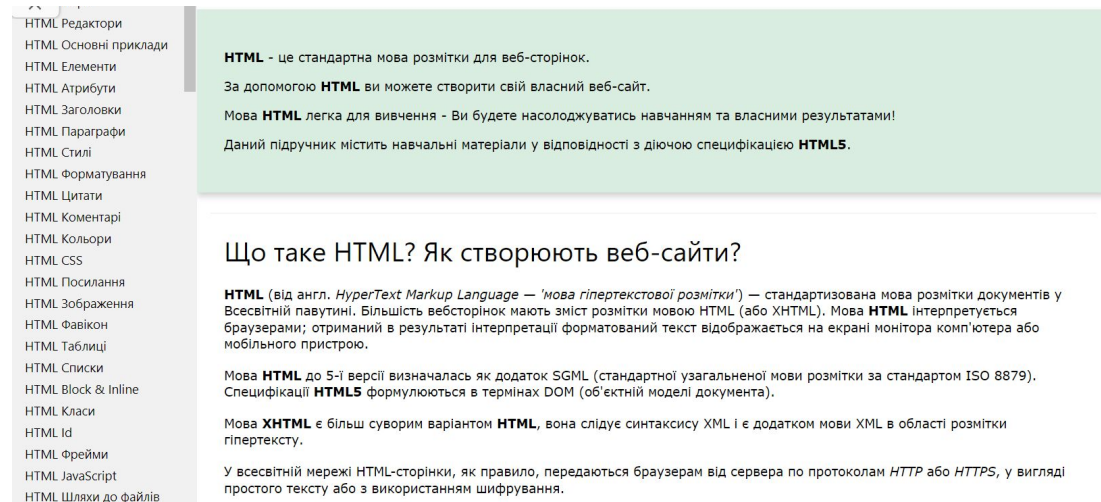 HTML Редактори
HTML Основні приклади
HTML Елементи
HTML Атрибути
HTML Заголовки
HTML Параграфи
HTML Стилі
HTML Форматування
HTML Цитати
HTML Коментарі
HTML Кольори
HTML CSS
HTML Посилання
HTML Зображення
HTML Фавікон
HTML Таблиці
HTML Списки
HTML Block & Inline
HTML Класи
HTML Id
HTML Фрейми
HTML JavaScript
HTML Шляхи до файлів
HTML - це стандартна мова розмітки для веб-сторінок.
За допомогою HTML ви можете створити свій власний веб-сайт.
Мова HTML легка для вивчення - Ви будете насолоджуватись навчанням та власними результатами!
Даний підручник містить навчальні матеріали у відповідності з діючою специфікацією HTML5.
Що таке HTML? Як створюють веб-сайти?
HTML (від англ. HyperText Markup Language — 'мова гіпертекстової розмітки') — стандартизована мова розмітки документів у
Всесвітній павутині. Більшість вебсторінок мають зміст розмітки мовою HTML (або XHTML). Мова HTML інтерпретується
браузерами; отриманий в результаті інтерпретації форматований текст відображається на екрані монітора комп'ютера або
мобільного пристрою.
Мова HTML до 5-ї версії визначалась як додаток SGML (стандартної узагальненої мови розмітки за стандартом ISO 8879).
Специфікації HTML5 формулюються в термінах DOM (об'єктній моделі документа).
Мова XHTML є більш суворим варіантом HTML, вона слідує синтаксису XML і є додатком мови XML в області розмітки
гіпертексту.
У всесвітній мережі HTML-сторінки, як правило, передаються браузерам від сервера по протоколам HTTP або HTTPS, у вигляді
простого тексту або з використанням шифрування.